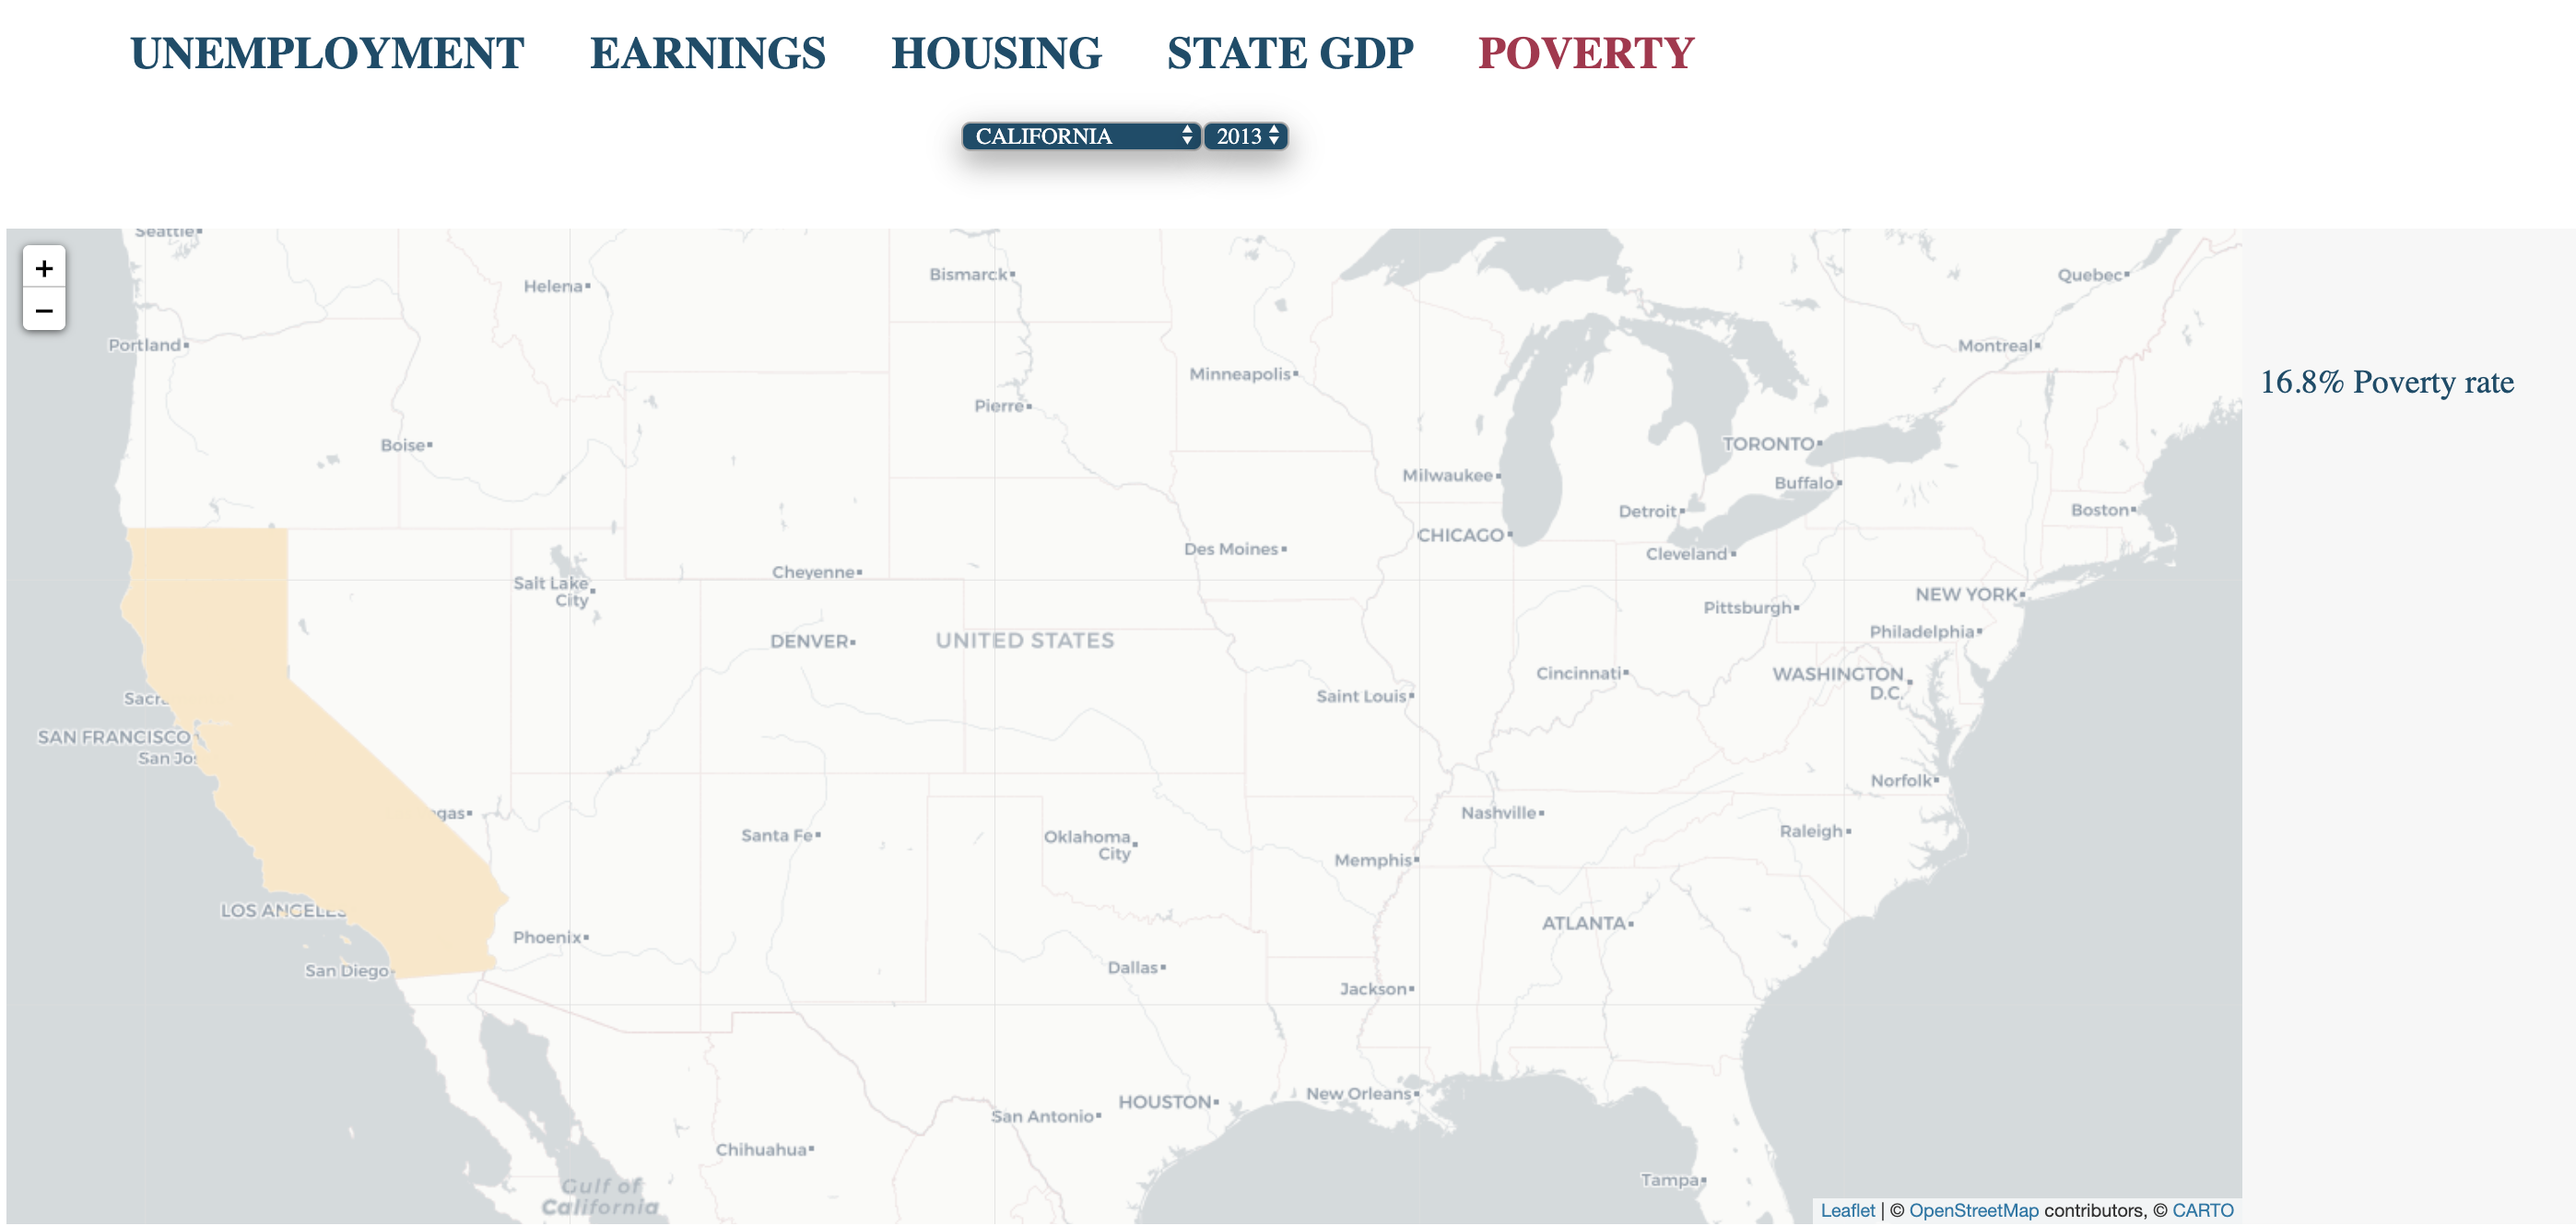 UNEMPLOYMENT EARNINGS HOUSING STATE GDP POVERTY
CALIFORNIA 2013
+
−
Seattle
Bismarck
Quebec
Helena
Portland
Montreal
Minneapolis
16.8% Poverty rate
Pierre
Boise
TORONTO
Milwaukee
Buffalo
Detroit
Boston
CHICAGO
Des Moines
Cleveland
Cheyenne
Salt Lake
City
NEW YORK
Pittsburgh
Philadelphia
DENVER
UNITED STATES
Cincinnati
WASHINGTON
D.C.
Saint Louis
Sacr
SAN FRANCISCO
San Jos
Norfolk
gas
Nashville
Raleigh
Santa Fe
Oklahoma
City
Memphis
LOS ANGELES
ATLANTA
Phoenix
Dallas
San Diego
Jackson
New Orleans
HOUSTON
San Antonio
Chihuahua
Tampa
Gulf of
California
Leaflet | © OpenStreetMap contributors, © CARTO